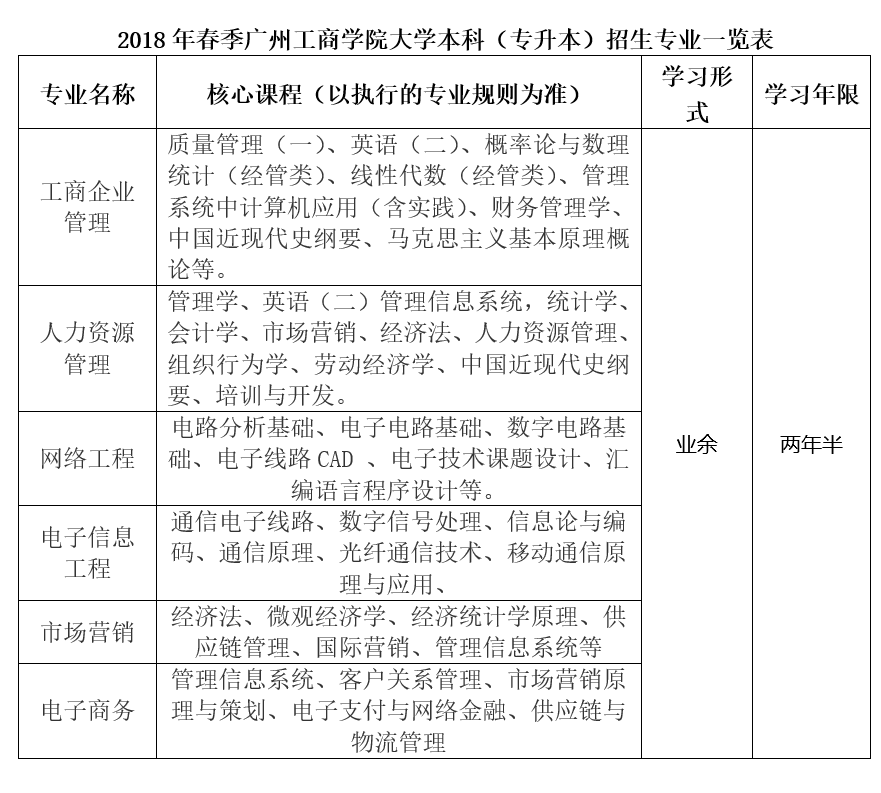 2018 年春季广州工商学院大学本科（专升本）招生专业一览表
专业名称
核心课程（以执行的专业规则为准）
学习形
式
学习年限
工商企业
管理
质量管理（一）、英语（二）、概率论与数理
统计（经管类）、线性代数（经管类）、管理
系统中计算机应用（含实践）、财务管理学、
中国近现代史纲要、马克思主义基本原理概
论等。
业余
两年半
人力资源
管理
管理学、英语（二）管理信息系统，统计学、
会计学、市场营销、经济法、人力资源管理、
组织行为学、劳动经济学、中国近现代史纲
要、培训与开发。
网络工程
电路分析基础、电子电路基础、数字电路基
础、电子线路 CAD 、电子技术课题设计、汇
编语言程序设计等。
电子信息
工程
通信电子线路、数字信号处理、信息论与编
码、通信原理、光纤通信技术、移动通信原
理与应用、
市场营销
经济法、微观经济学、经济统计学原理、供
应链管理、国际营销、管理信息系统等
电子商务
管理信息系统、客户关系管理、市场营销原
理与策划、电子支付与网络金融、供应链与
物流管理